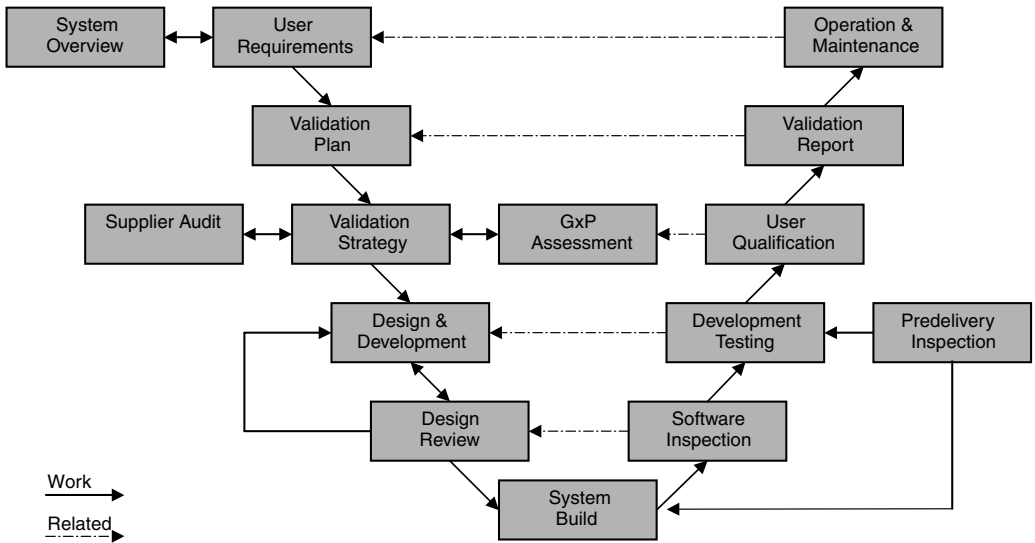 System
Overview
User
Requirements
Operation &
Maintenance
Validation
Plan
Validation
Report
Supplier Audit
Validation
Strategy
GxP
Assessment
User
Qualification
Design &
Development
Development
Testing
Predelivery
Inspection
Design
Review
Software
Inspection
Work
System
Build
Related